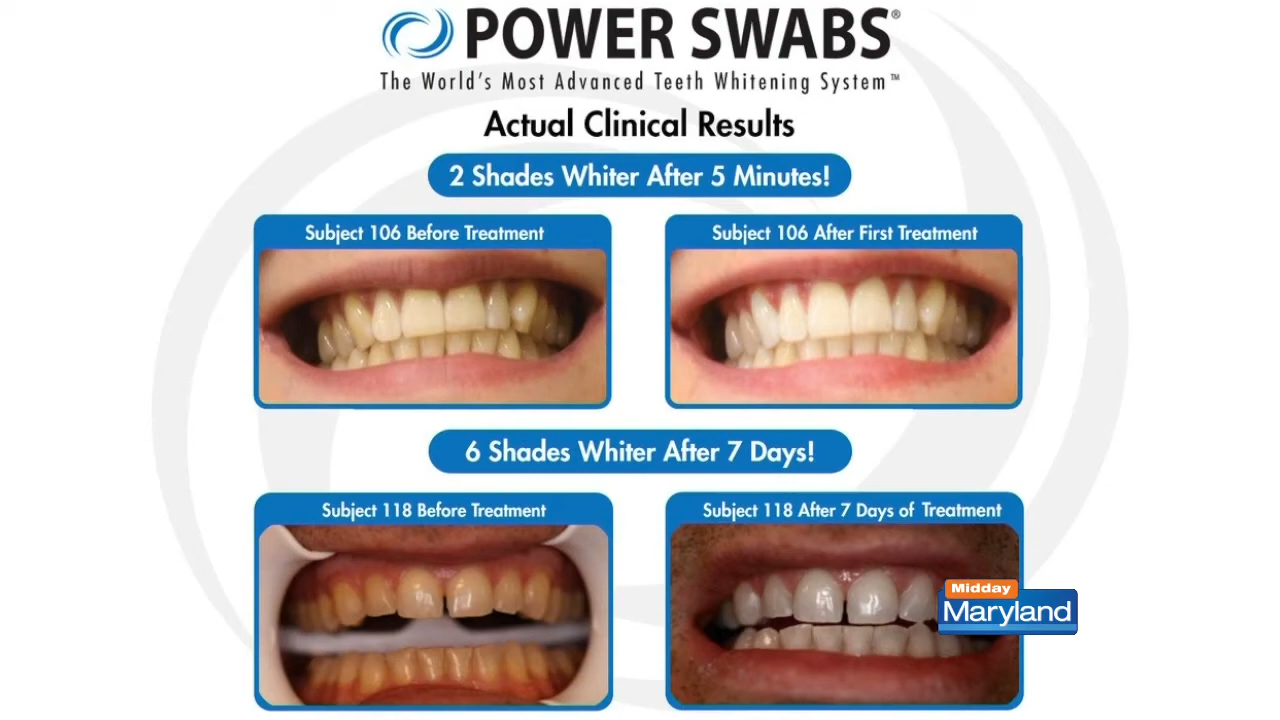 POWER SWABS®
The World's Most Advanced Teeth Whitening System™
Actual Clinical Results
2 Shades Whiter After 5 Minutes!
Subject 106 Before Treatment
Subject 106 After First Treatment
6 Shades Whiter After 7 Days!
Subject 118 Before Treatment
Subject 118 After 7 Days of Treatment
Midday
Maryland